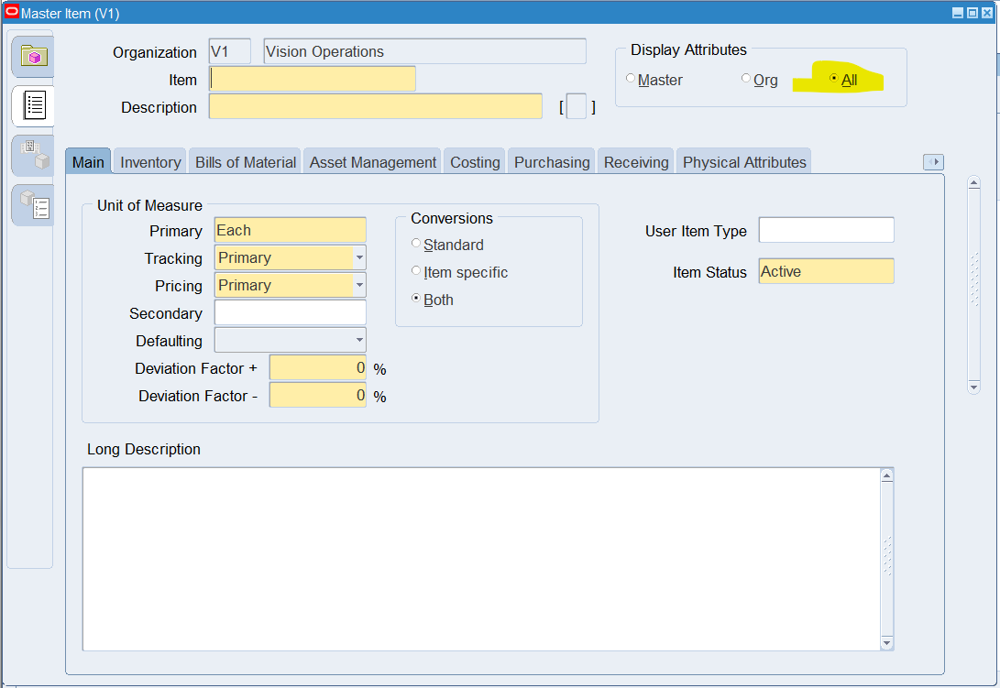 Master Item (V1)
Organization V1 Vision Operations
Item
Description [ ]
Display Attributes
Master Org All
Main Inventory Bills of Material Asset Management Costing Purchasing Receiving Physical Attributes
Unit of Measure
Primary Each
Tracking Primary
Pricing Primary
Secondary
Defaulting
Deviation Factor + 0 %
Deviation Factor - 0 %
Conversions
Standard
Item specific
Both
User Item Type
Item Status Active
Long Description